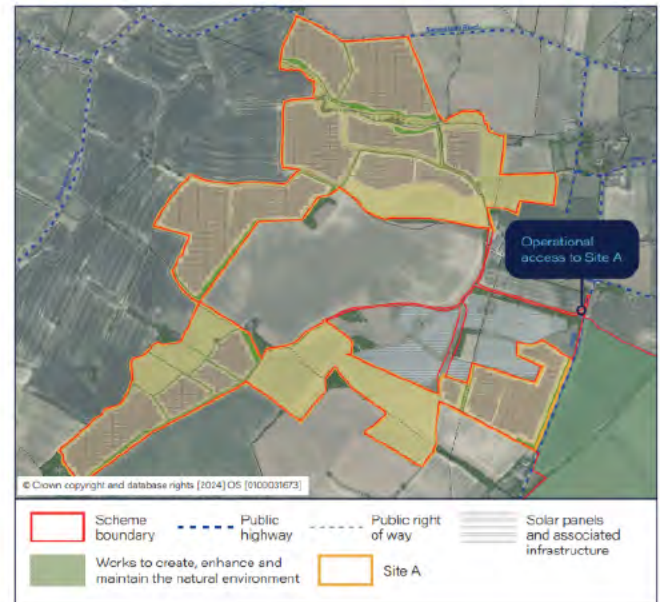 Operational
access to Site A
© Crown copyright and database rights [2024] OS [0100031673]
Scheme
boundary
Public
highway
Public right
of way
Solar panels
and associated
infrastructure
Works to create, enhance and
maintain the natural environment
Site A